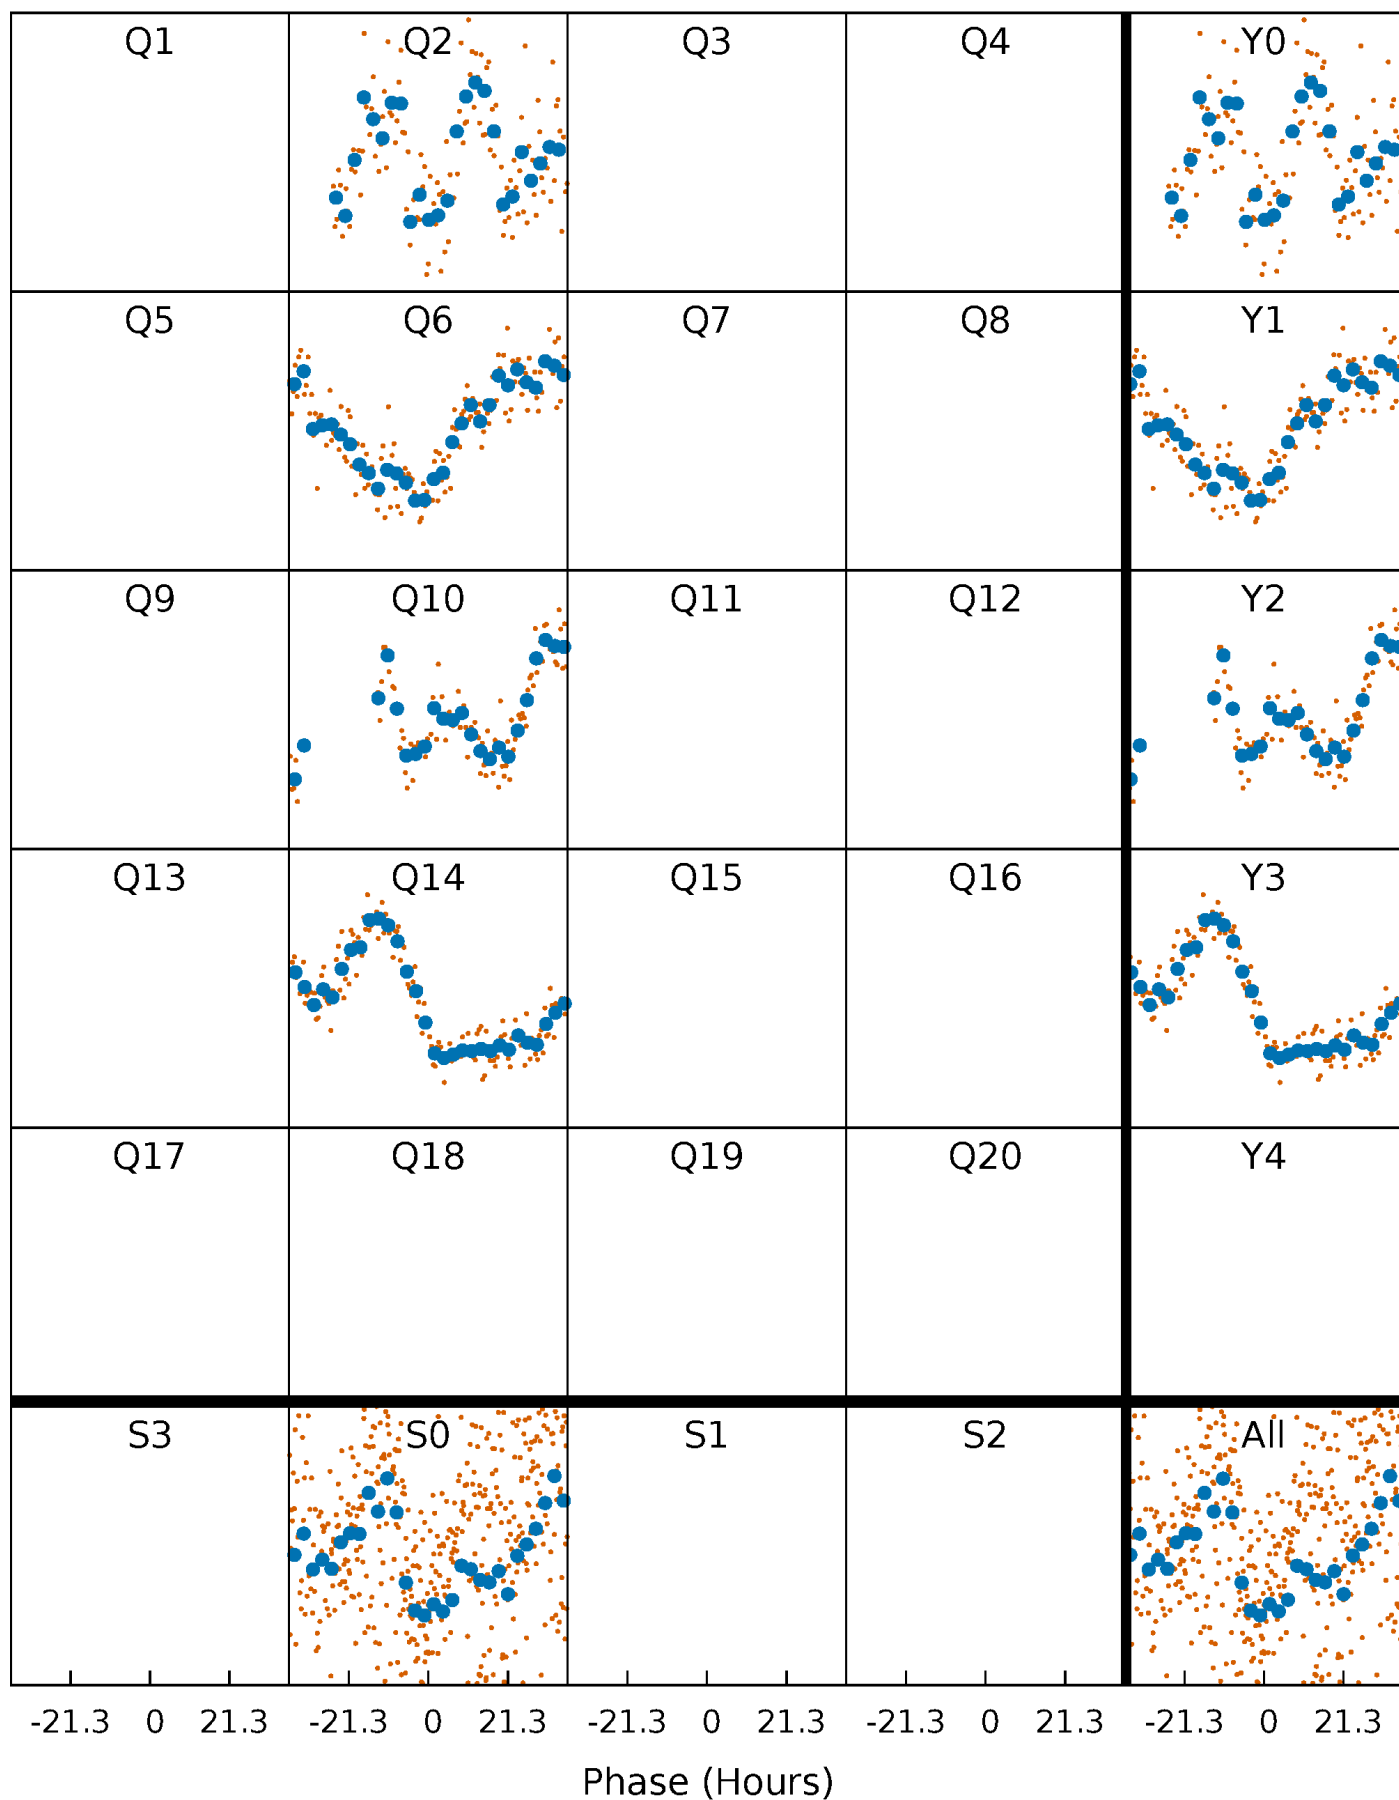 Q1 Q2 Q3 Q4 Y0
Q5 Q6 Q7 Q8 Y1
Q9 Q10 Q11 Q12 Y2
Q13 Q14 Q15 Q16 Y3
Q17 Q18 Q19 Q20 Y4
S3 S0 S1 S2 All
-21.3 0 21.3 -21.3 0 21.3 -21.3 0 21.3 -21.3 0 21.3 -21.3 0 21.3
Phase (Hours)